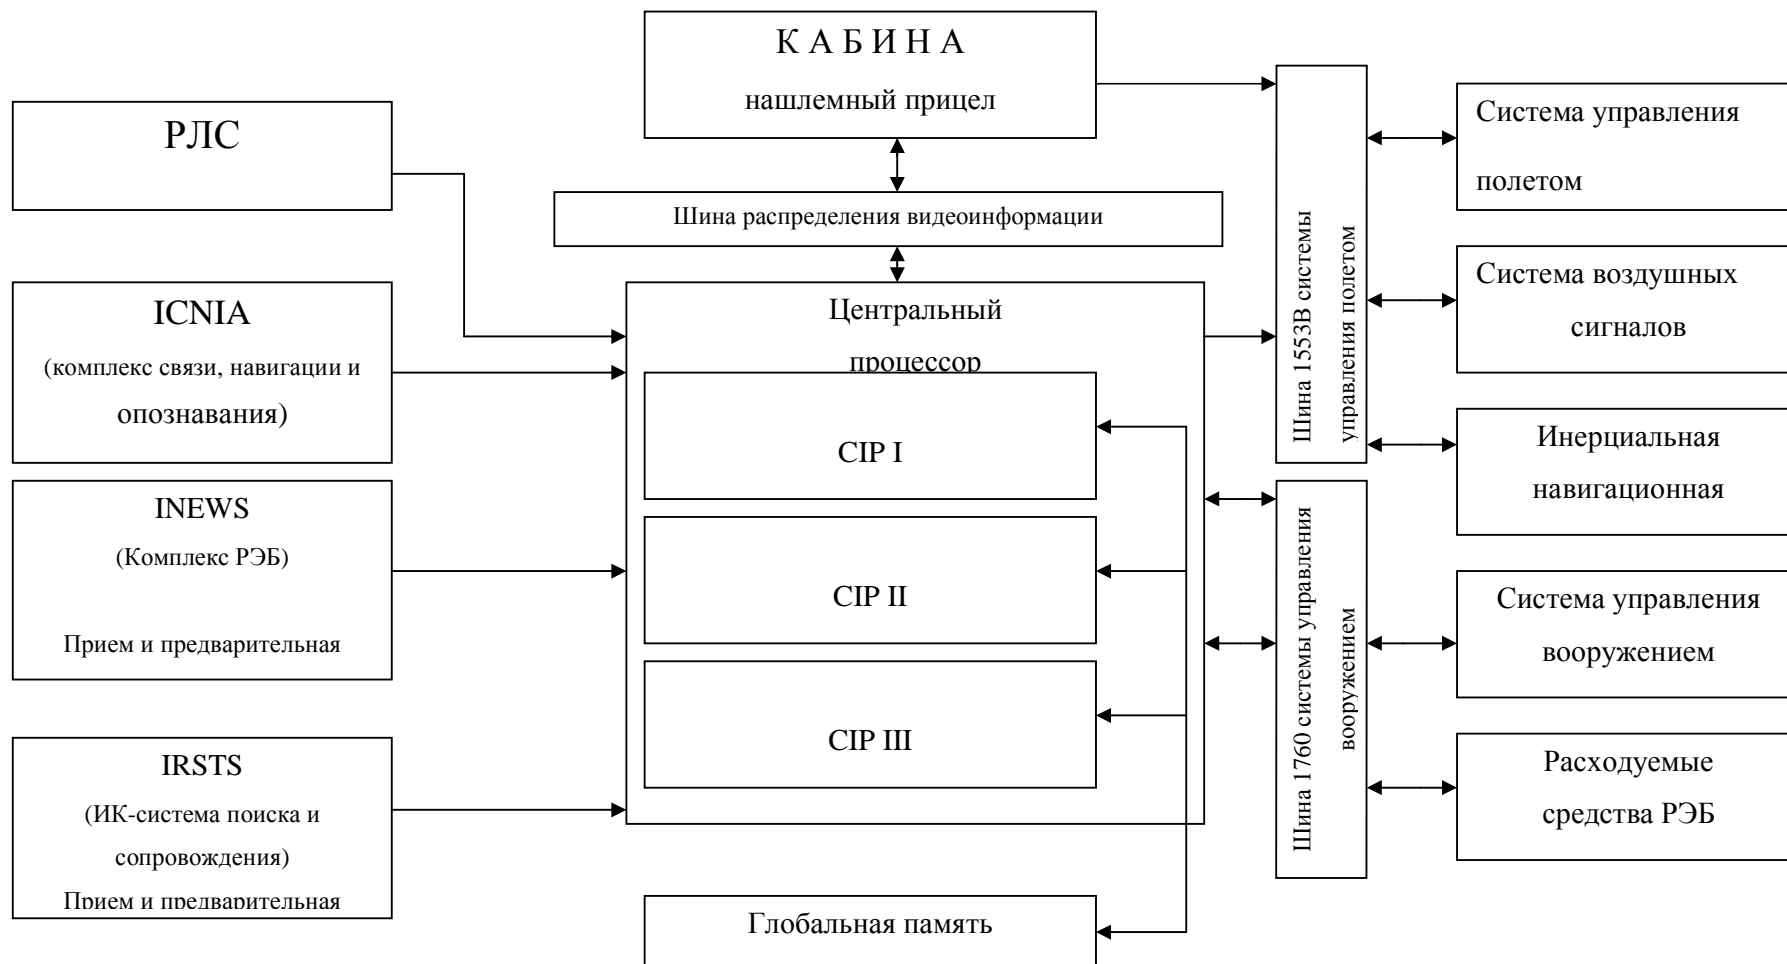 К А Б И Н А
нашлемный прицел
РЛС
Шина распределения видеоинформации
ICNIA
(комплекс связи, навигации и
опознавания)
INEWS
(Комплекс РЭБ)
Прием и предварительная
IRSTS
(ИК-система поиска и
сопровождения)
Прием и предварительная
Центральный
процессор
CIP I
CIP II
CIP III
Глобальная память
Шина 1553В системы
управления полетом
Шина 1760 системы управления
вооружением
Система управления
полетом
Система воздушных
сигналов
Инерциальная
навигационная
Система управления
вооружением
Расходуемые
средства РЭБ